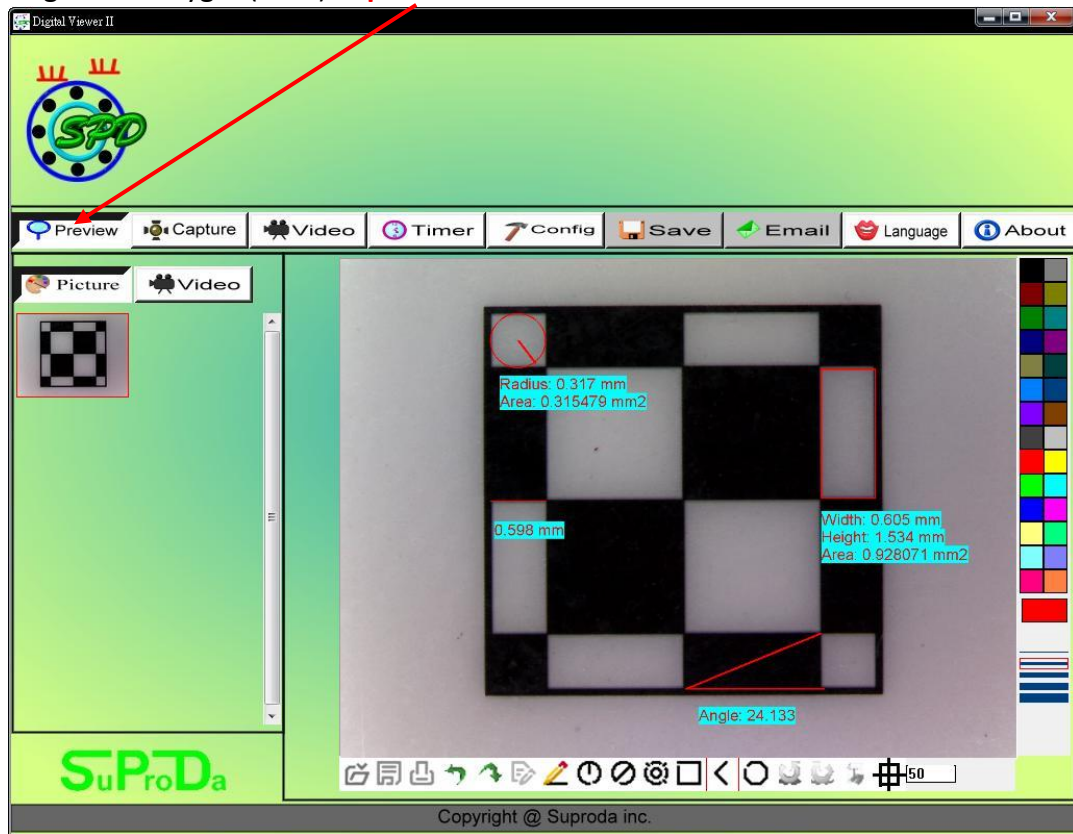 Digital Viewer II
SPD
Preview Capture Video Timer Config Save Email Language About
Picture Video
Radius: 0.317 mm
Area: 0.315479 mm2
0.598 mm
Width: 0.605 mm
Height: 1.534 mm
Area: 0.928071 mm2
Angle: 24.133
SuProDa
50
Copyright @ Suproda inc.